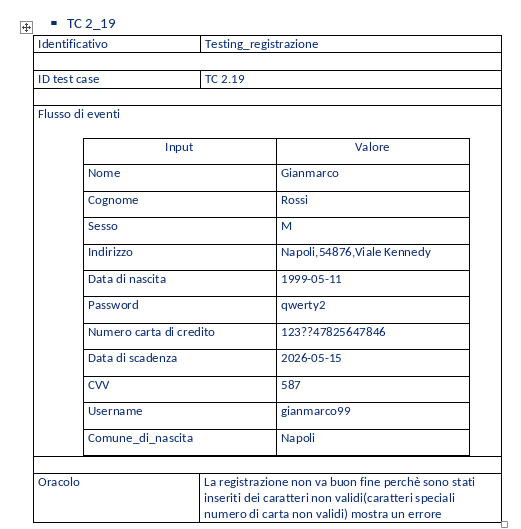 ▪ TC 2_19
Identificativo Testing_registrazione
ID test case TC 2.19
Flusso di eventi
Input Valore
Nome Gianmarco
Cognome Rossi
Sesso M
Indirizzo Napoli,54876,Viale Kennedy
Data di nascita 1999-05-11
Password qwerty2
Numero carta di credito 123??47825647846
Data di scadenza 2026-05-15
CVV 587
Username gianmarco99
Comune_di_nascita Napoli
Oracolo La registrazione non va buon fine perchè sono stati
inseriti dei caratteri non validi(caratteri speciali
numero di carta non validi) mostra un errore